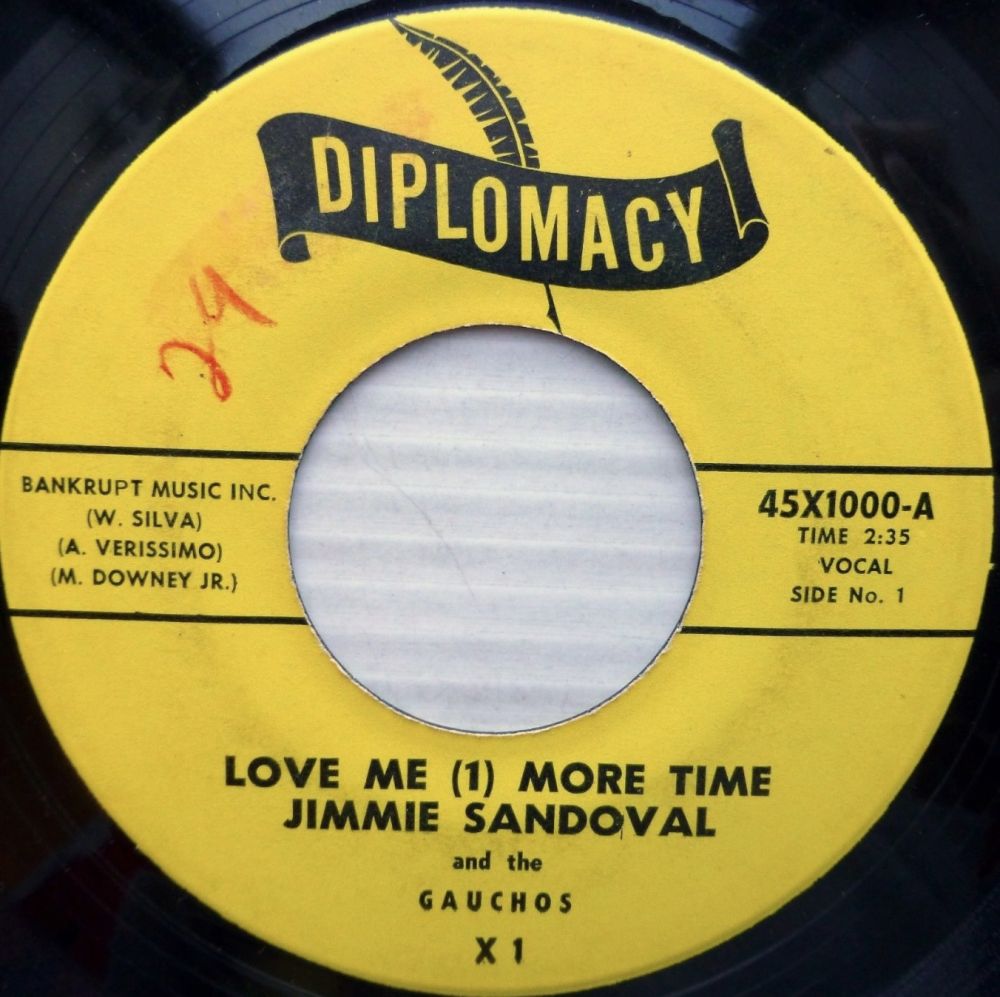 DIPLOMACY
24
BANKRUPT MUSIC INC.
(W. SILVA)
(A. VERISSIMO)
(M. DOWNEY JR.)
45X1000-A
TIME 2:35
VOCAL
SIDE No. 1
LOVE ME (1) MORE TIME
JIMMIE SANDOVAL
and the
GAUCHOS
X 1